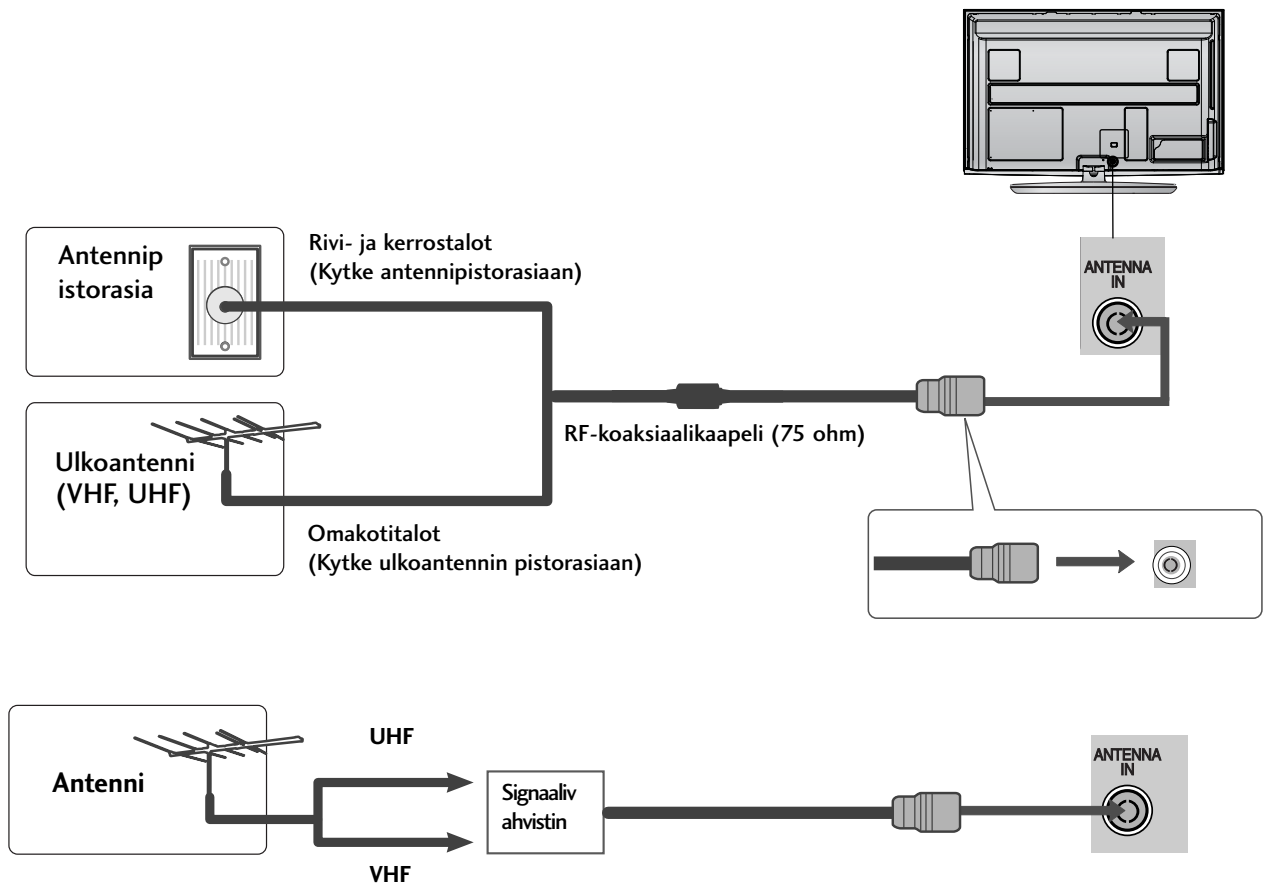 Antennip
istorasia
Rivi- ja kerrostalot
(Kytke antennipistorasiaan)
ANTENNA
IN
RF-koaksiaalikaapeli (75 ohm)
Ulkoantenni
(VHF, UHF)
Omakotitalot
(Kytke ulkoantennin pistorasiaan)
Antenni
UHF
VHF
Signaaliv
ahvistin
ANTENNA
IN